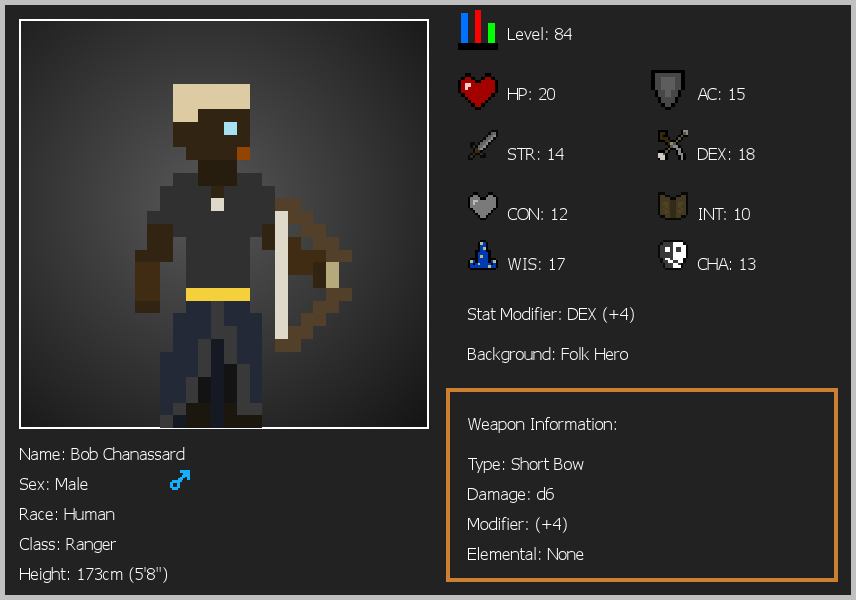 Level: 84
HP: 20
AC: 15
STR: 14
DEX: 18
CON: 12
INT: 10
WIS: 17
CHA: 13
Stat Modifier: DEX (+4)
Background: Folk Hero
Weapon Information:
Type: Short Bow
Damage: d6
Modifier: (+4)
Elemental: None
Name: Bob Chanassard
Sex: Male
Race: Human
Class: Ranger
Height: 173cm (5'8")